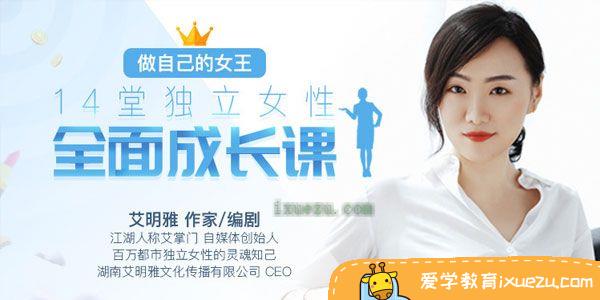 做自己的女王
14堂独立女性
全面成长课
ixuezu.com
艾明雅 作家/编剧
江湖人称艾掌门 自媒体创始人
百万都市独立女性的灵魂知己
湖南艾明雅文化传播有限公司 CEO
爱学教育ixuezu.com